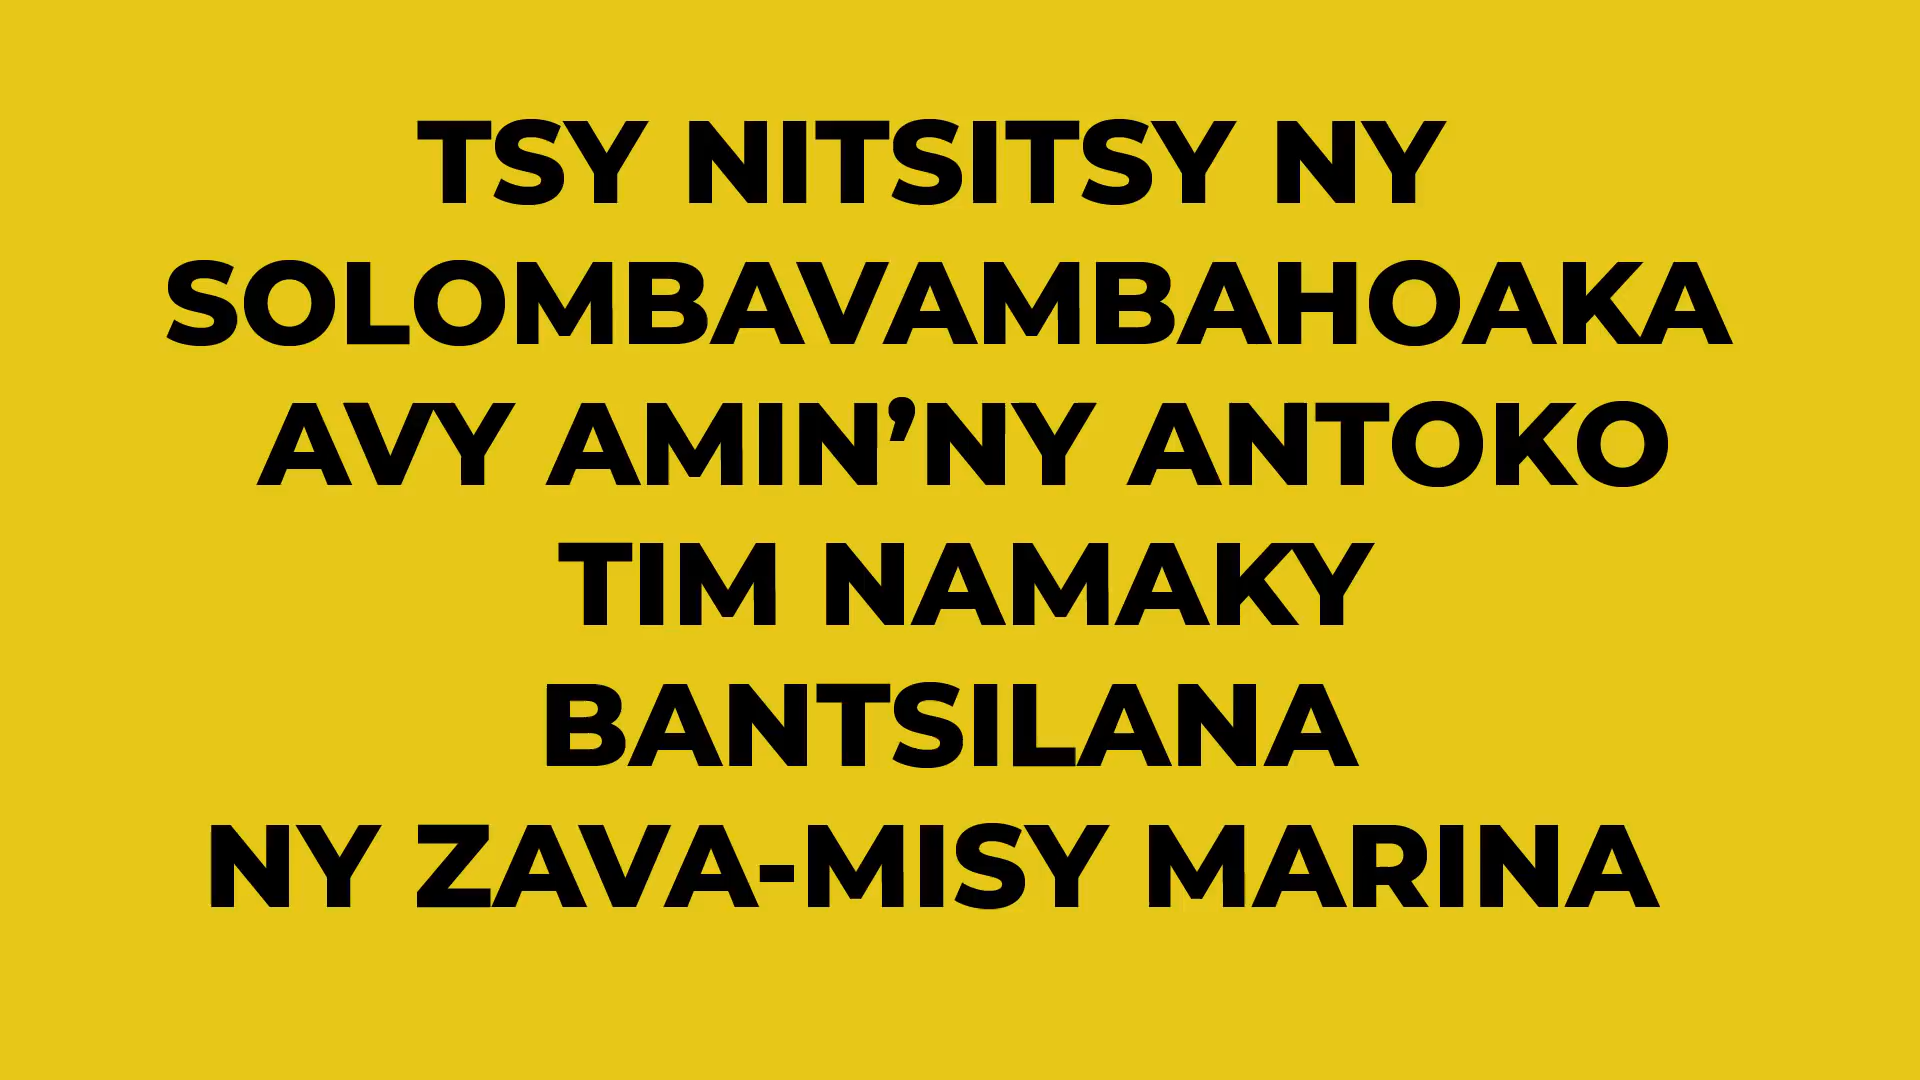 TSY NITSITSY NY
SOLOMBAVAMBAHOAKA
AVY AMIN’NY ANTOKO
TIM NAMAKY
BANTSILANA
NY ZAVA-MISY MARINA